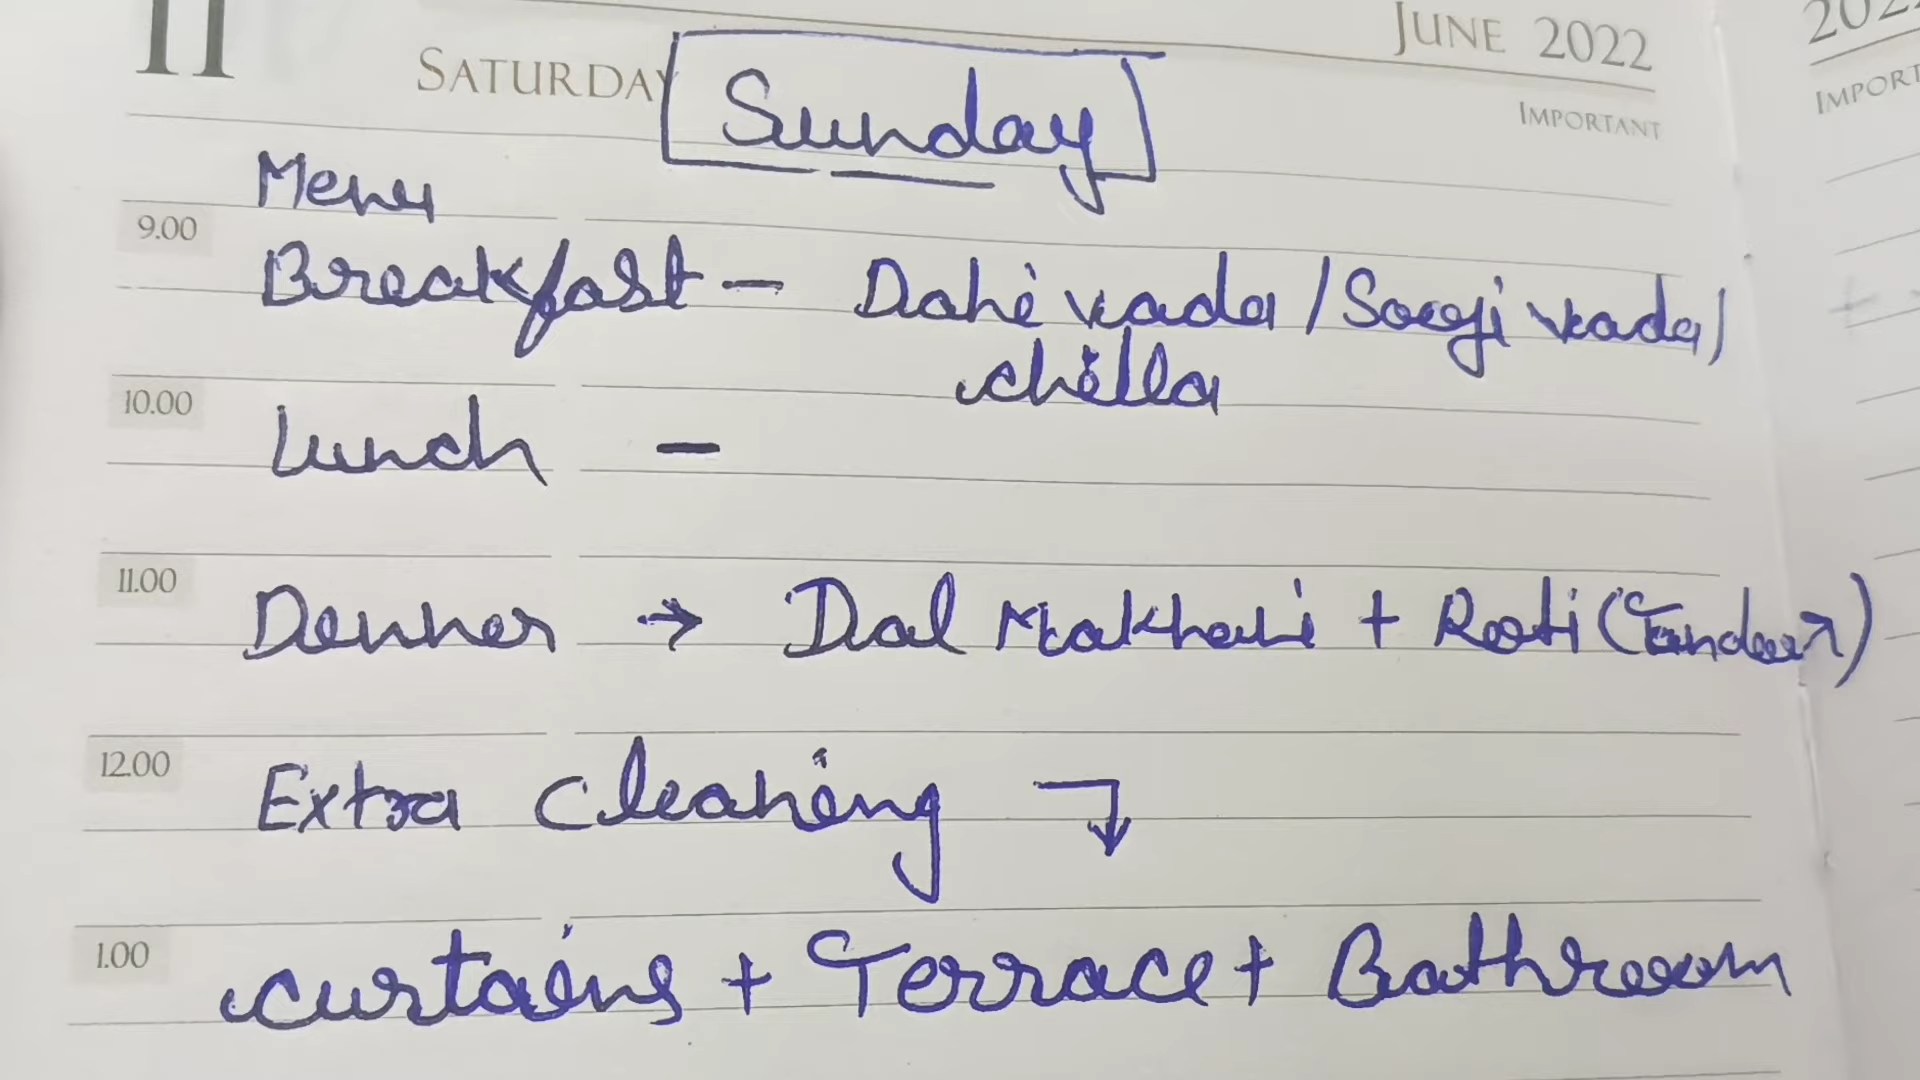 11 SATURDAY JUNE 2022
Sunday
IMPORTANT
Menu
9.00
Breakfast - Dahi vada / Sooji vada /
chilla
10.00
Lunch -
11.00
Dinner → Dal Makhani + Roti (Tandoor)
12.00
Extra Cleaning ↴
1.00
curtains + Terrace + Bathroom